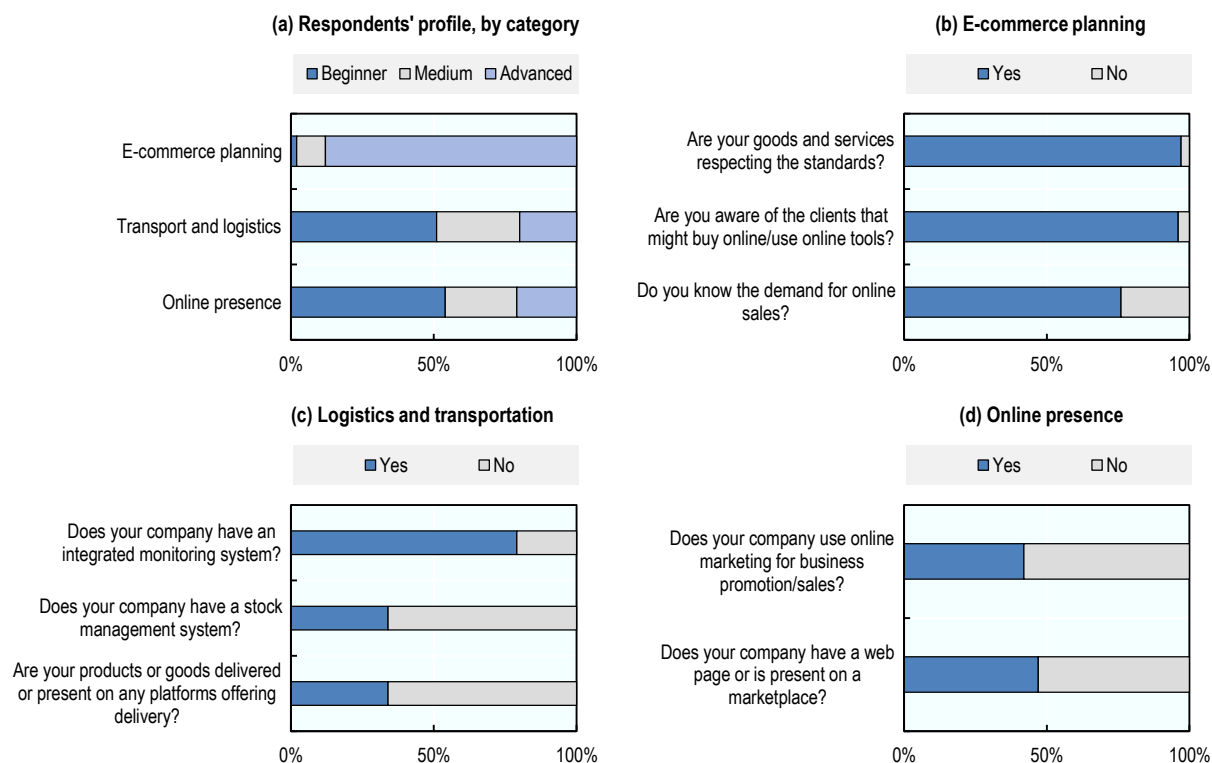 (a) Respondents' profile, by category
Beginner Medium Advanced
E-commerce planning
Transport and logistics
Online presence
0% 50% 100%
(b) E-commerce planning
Yes No
Are your goods and services
respecting the standards?
Are you aware of the clients that
might buy online/use online tools?
Do you know the demand for online
sales?
0% 50% 100%
(c) Logistics and transportation
Yes No
Does your company have an
integrated monitoring system?
Does your company have a stock
management system?
Are your products or goods delivered
or present on any platforms offering
delivery?
0% 50% 100%
(d) Online presence
Yes No
Does your company use online
marketing for business
promotion/sales?
Does your company have a web
page or is present on a
marketplace?
0% 50% 100%